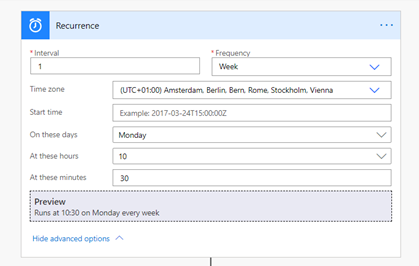 Recurrence
* Interval
1
* Frequency
Week
Time zone
(UTC+01:00) Amsterdam, Berlin, Bern, Rome, Stockholm, Vienna
Start time
Example: 2017-03-24T15:00:00Z
On these days
Monday
At these hours
10
At these minutes
30
Preview
Runs at 10:30 on Monday every week
Hide advanced options